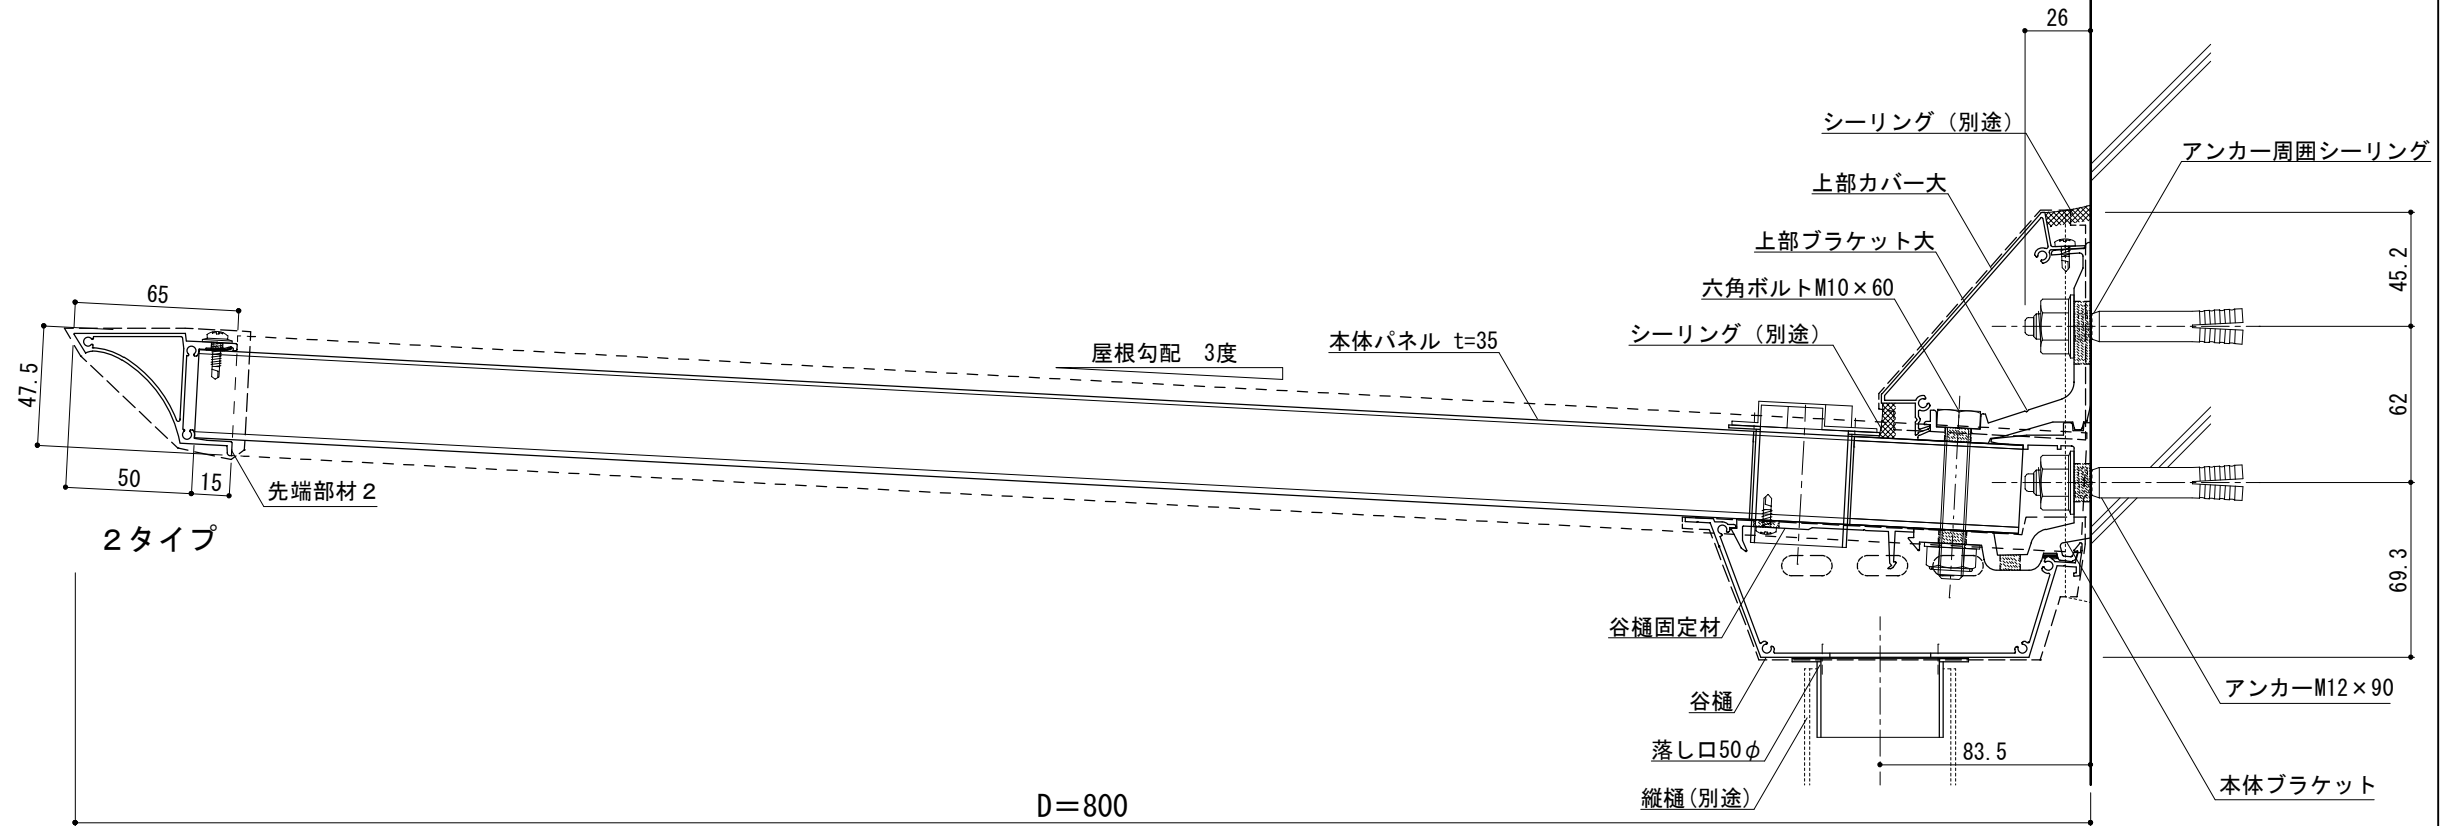 26
シーリング（別途）
アンカー周囲シーリング
上部カバー大
上部ブラケット大
45.2
六角ボルトM10×60
65
シーリング（別途）
本体パネル t=35
屋根勾配　3度
47.5
62
50
15
先端部材２
２タイプ
69.3
谷樋固定材
谷樋
アンカーM12×90
落し口50φ
83.5
本体ブラケット
縦樋(別途)
D＝800